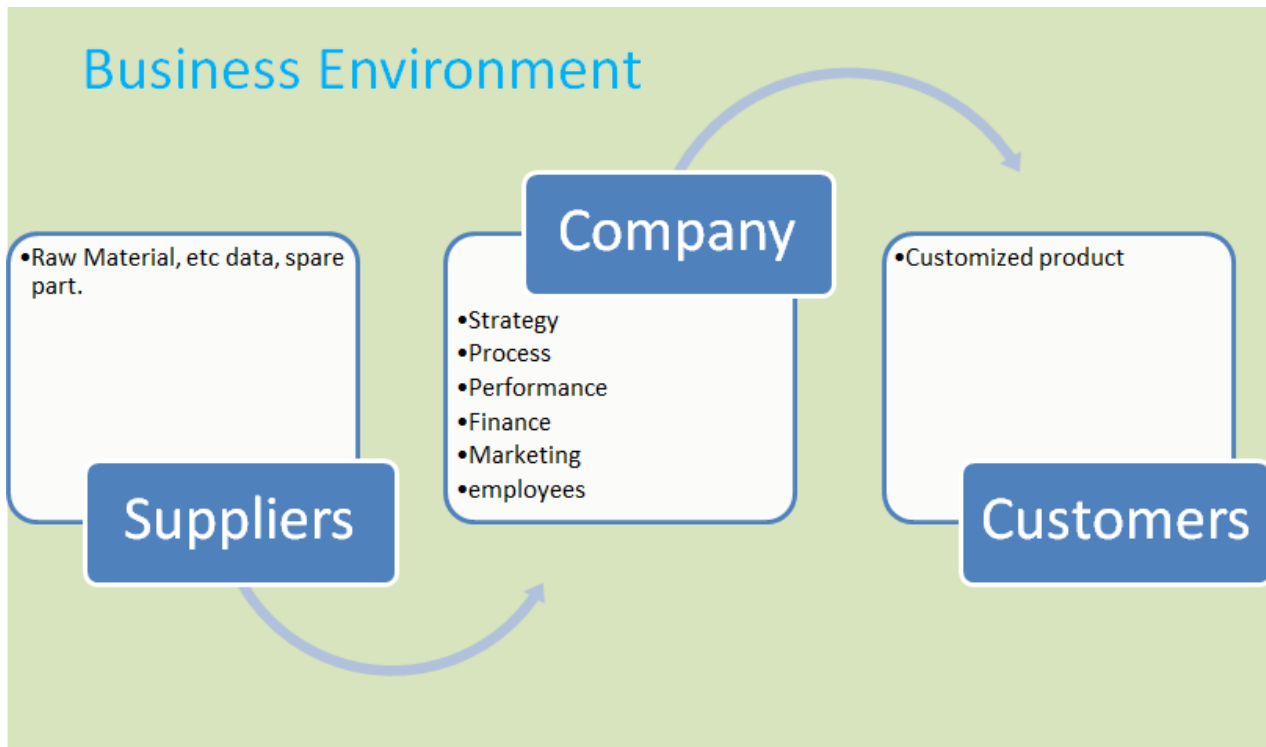 Business Environment
•Raw Material, etc data, spare
part.
Suppliers
Company
•Strategy
•Process
•Performance
•Finance
•Marketing
•employees
•Customized product
Customers